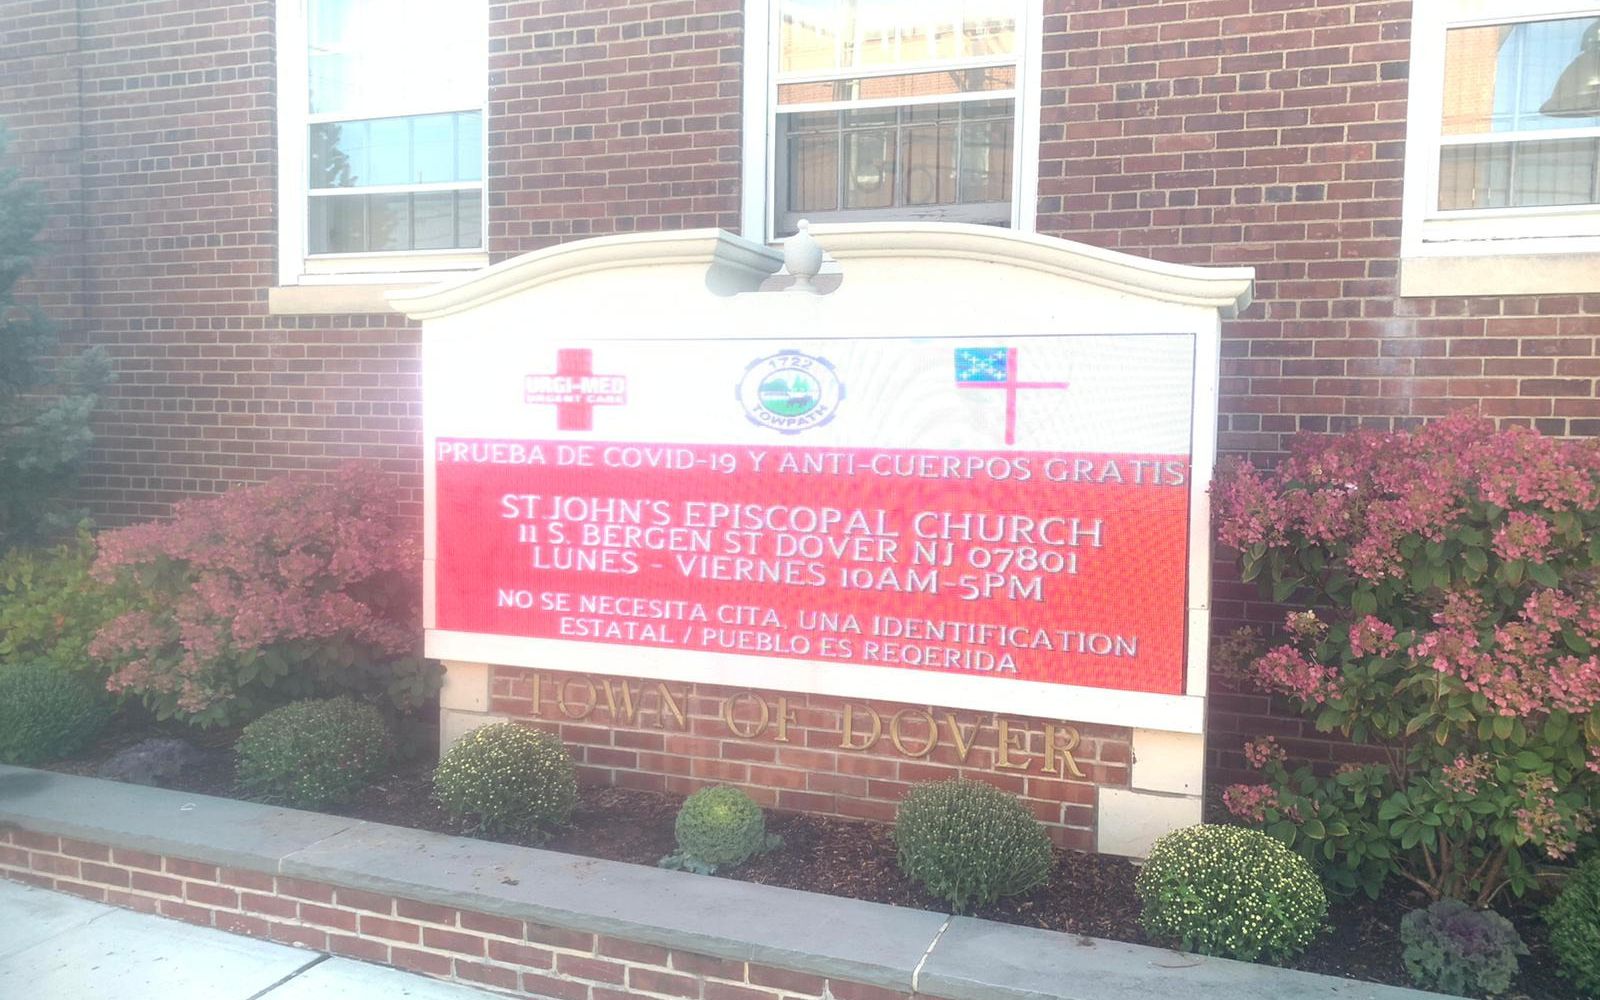 URGI-MED
URGENT CARE
1722
TOWPATH
PRUEBA DE COVID-19 Y ANTI-CUERPOS GRATIS
ST JOHN'S EPISCOPAL CHURCH
11 S. BERGEN ST DOVER NJ 07801
LUNES - VIERNES 10AM-5PM
NO SE NECESITA CITA, UNA IDENTIFICATION
ESTATAL / PUEBLO ES REQERIDA
TOWN OF DOVER